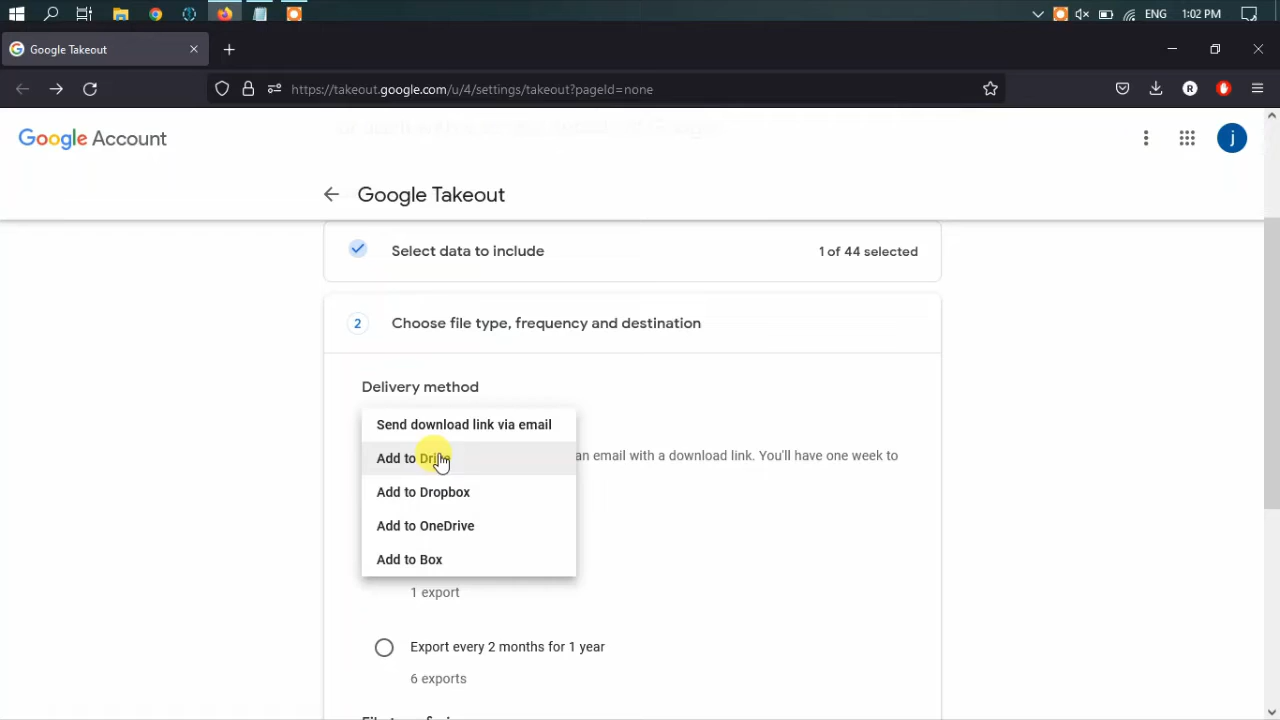 ENG 1:02 PM
Google Takeout
https://takeout.google.com/u/4/settings/takeout?pageId=none
R
Google Account
j
Google Takeout
Select data to include 1 of 44 selected
2 Choose file type, frequency and destination
Delivery method
Send download link via email
Add to Drive
an email with a download link. You'll have one week to
Add to Dropbox
Add to OneDrive
Add to Box
1 export
Export every 2 months for 1 year
6 exports